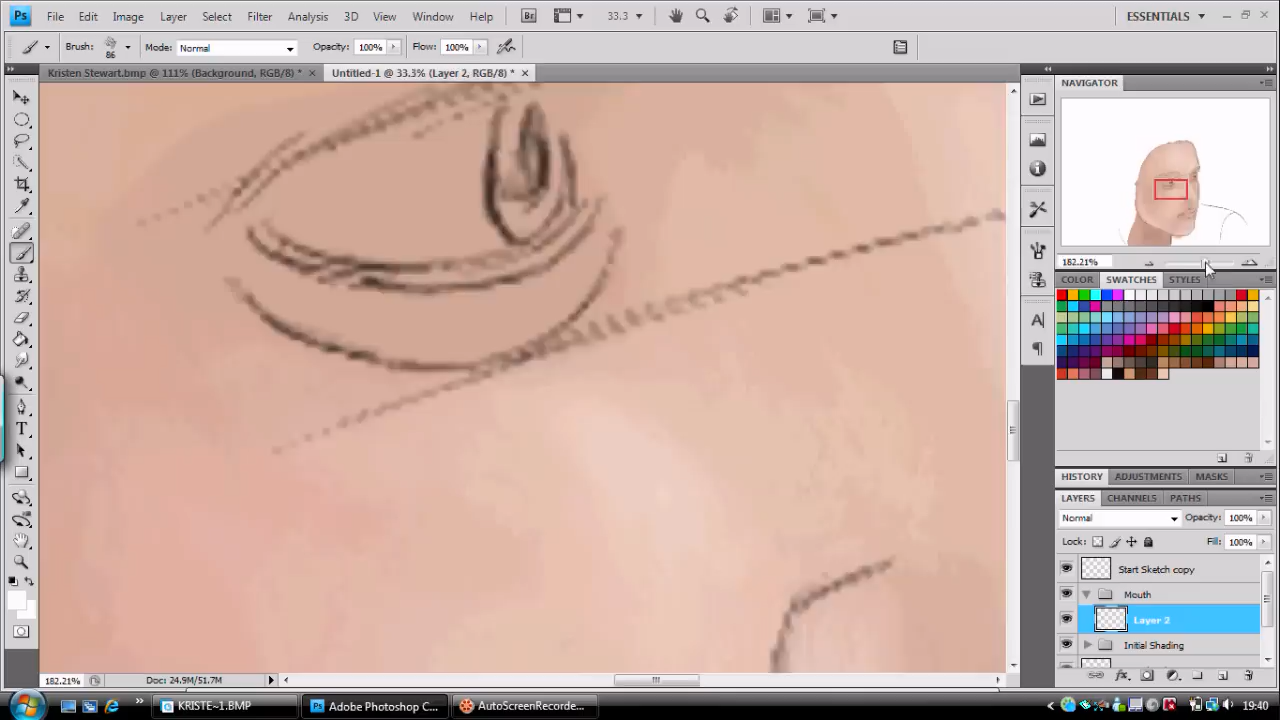 Ps File Edit Image Layer Select Filter Analysis 3D View Window Help Br 33.3 ESSENTIALS
Brush: 86 Mode: Normal Opacity: 100% Flow: 100%
Kristen Stewart.bmp @ 111% (Background, RGB/8) * Untitled-1 @ 33.3% (Layer 2, RGB/8) *
NAVIGATOR
182.21%
COLOR SWATCHES STYLES
HISTORY ADJUSTMENTS MASKS
LAYERS CHANNELS PATHS
Normal Opacity: 100%
Lock: Fill: 100%
Start Sketch copy
Mouth
Layer 2
Initial Shading
182.21% Doc: 24.9M/51.7M
KRISTE~1.BMP Adobe Photoshop C... AutoScreenRecorde... 19:40